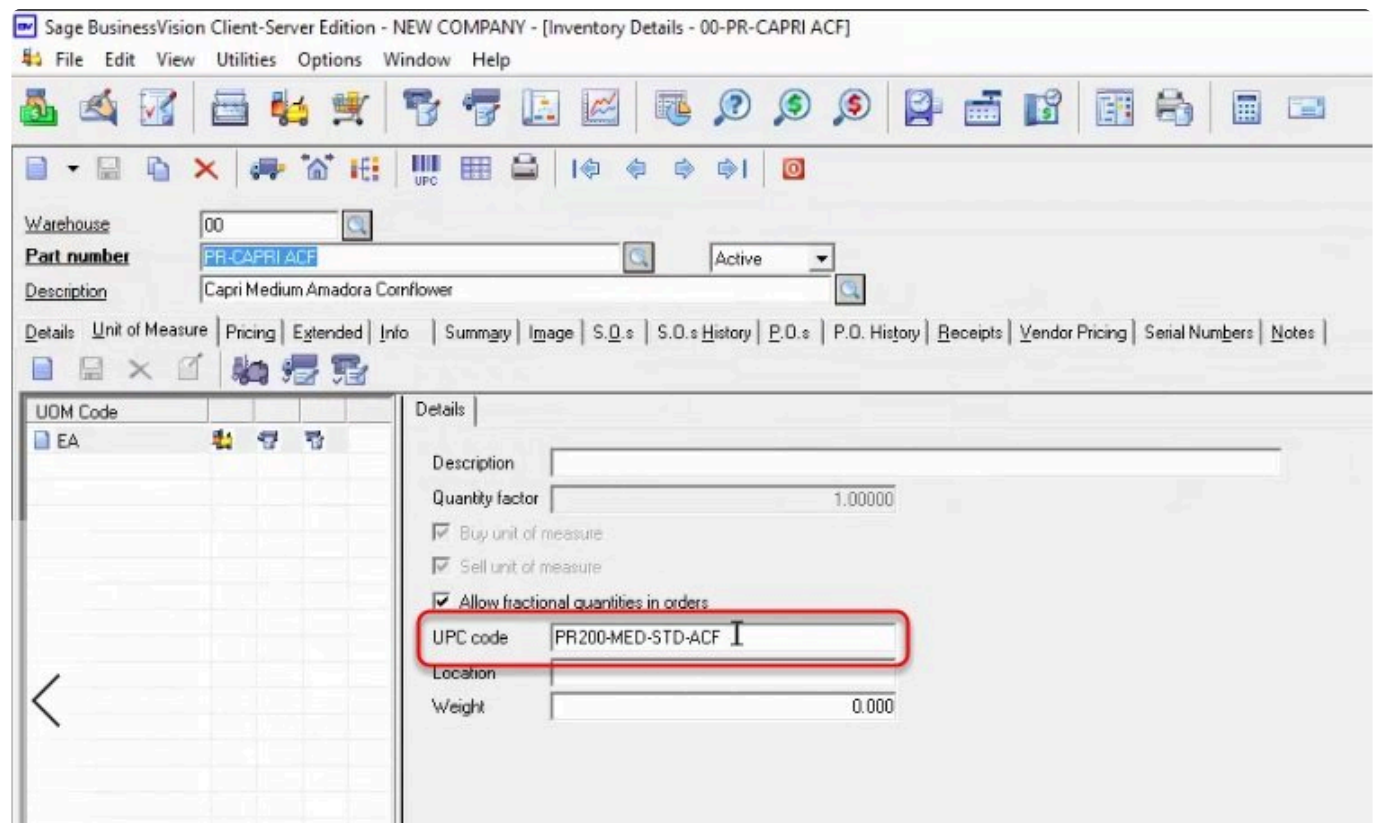 Sage BusinessVision Client-Server Edition - NEW COMPANY - [Inventory Details - 00-PR-CAPRI ACF]
File Edit View Utilities Options Window Help
UPC
Warehouse 00
Part number PR-CAPRI ACF Active
Description Capri Medium Amadora Cornflower
Details Unit of Measure Pricing Extended Info Summary Image S.O.s S.O.s History P.O.s P.O. History Receipts Vendor Pricing Serial Numbers Notes
UOM Code Details
EA
Description
Quantity factor 1.00000
Buy unit of measure
Sell unit of measure
Allow fractional quantities in orders
UPC code PR200-MED-STD-ACF
Location
Weight 0.000